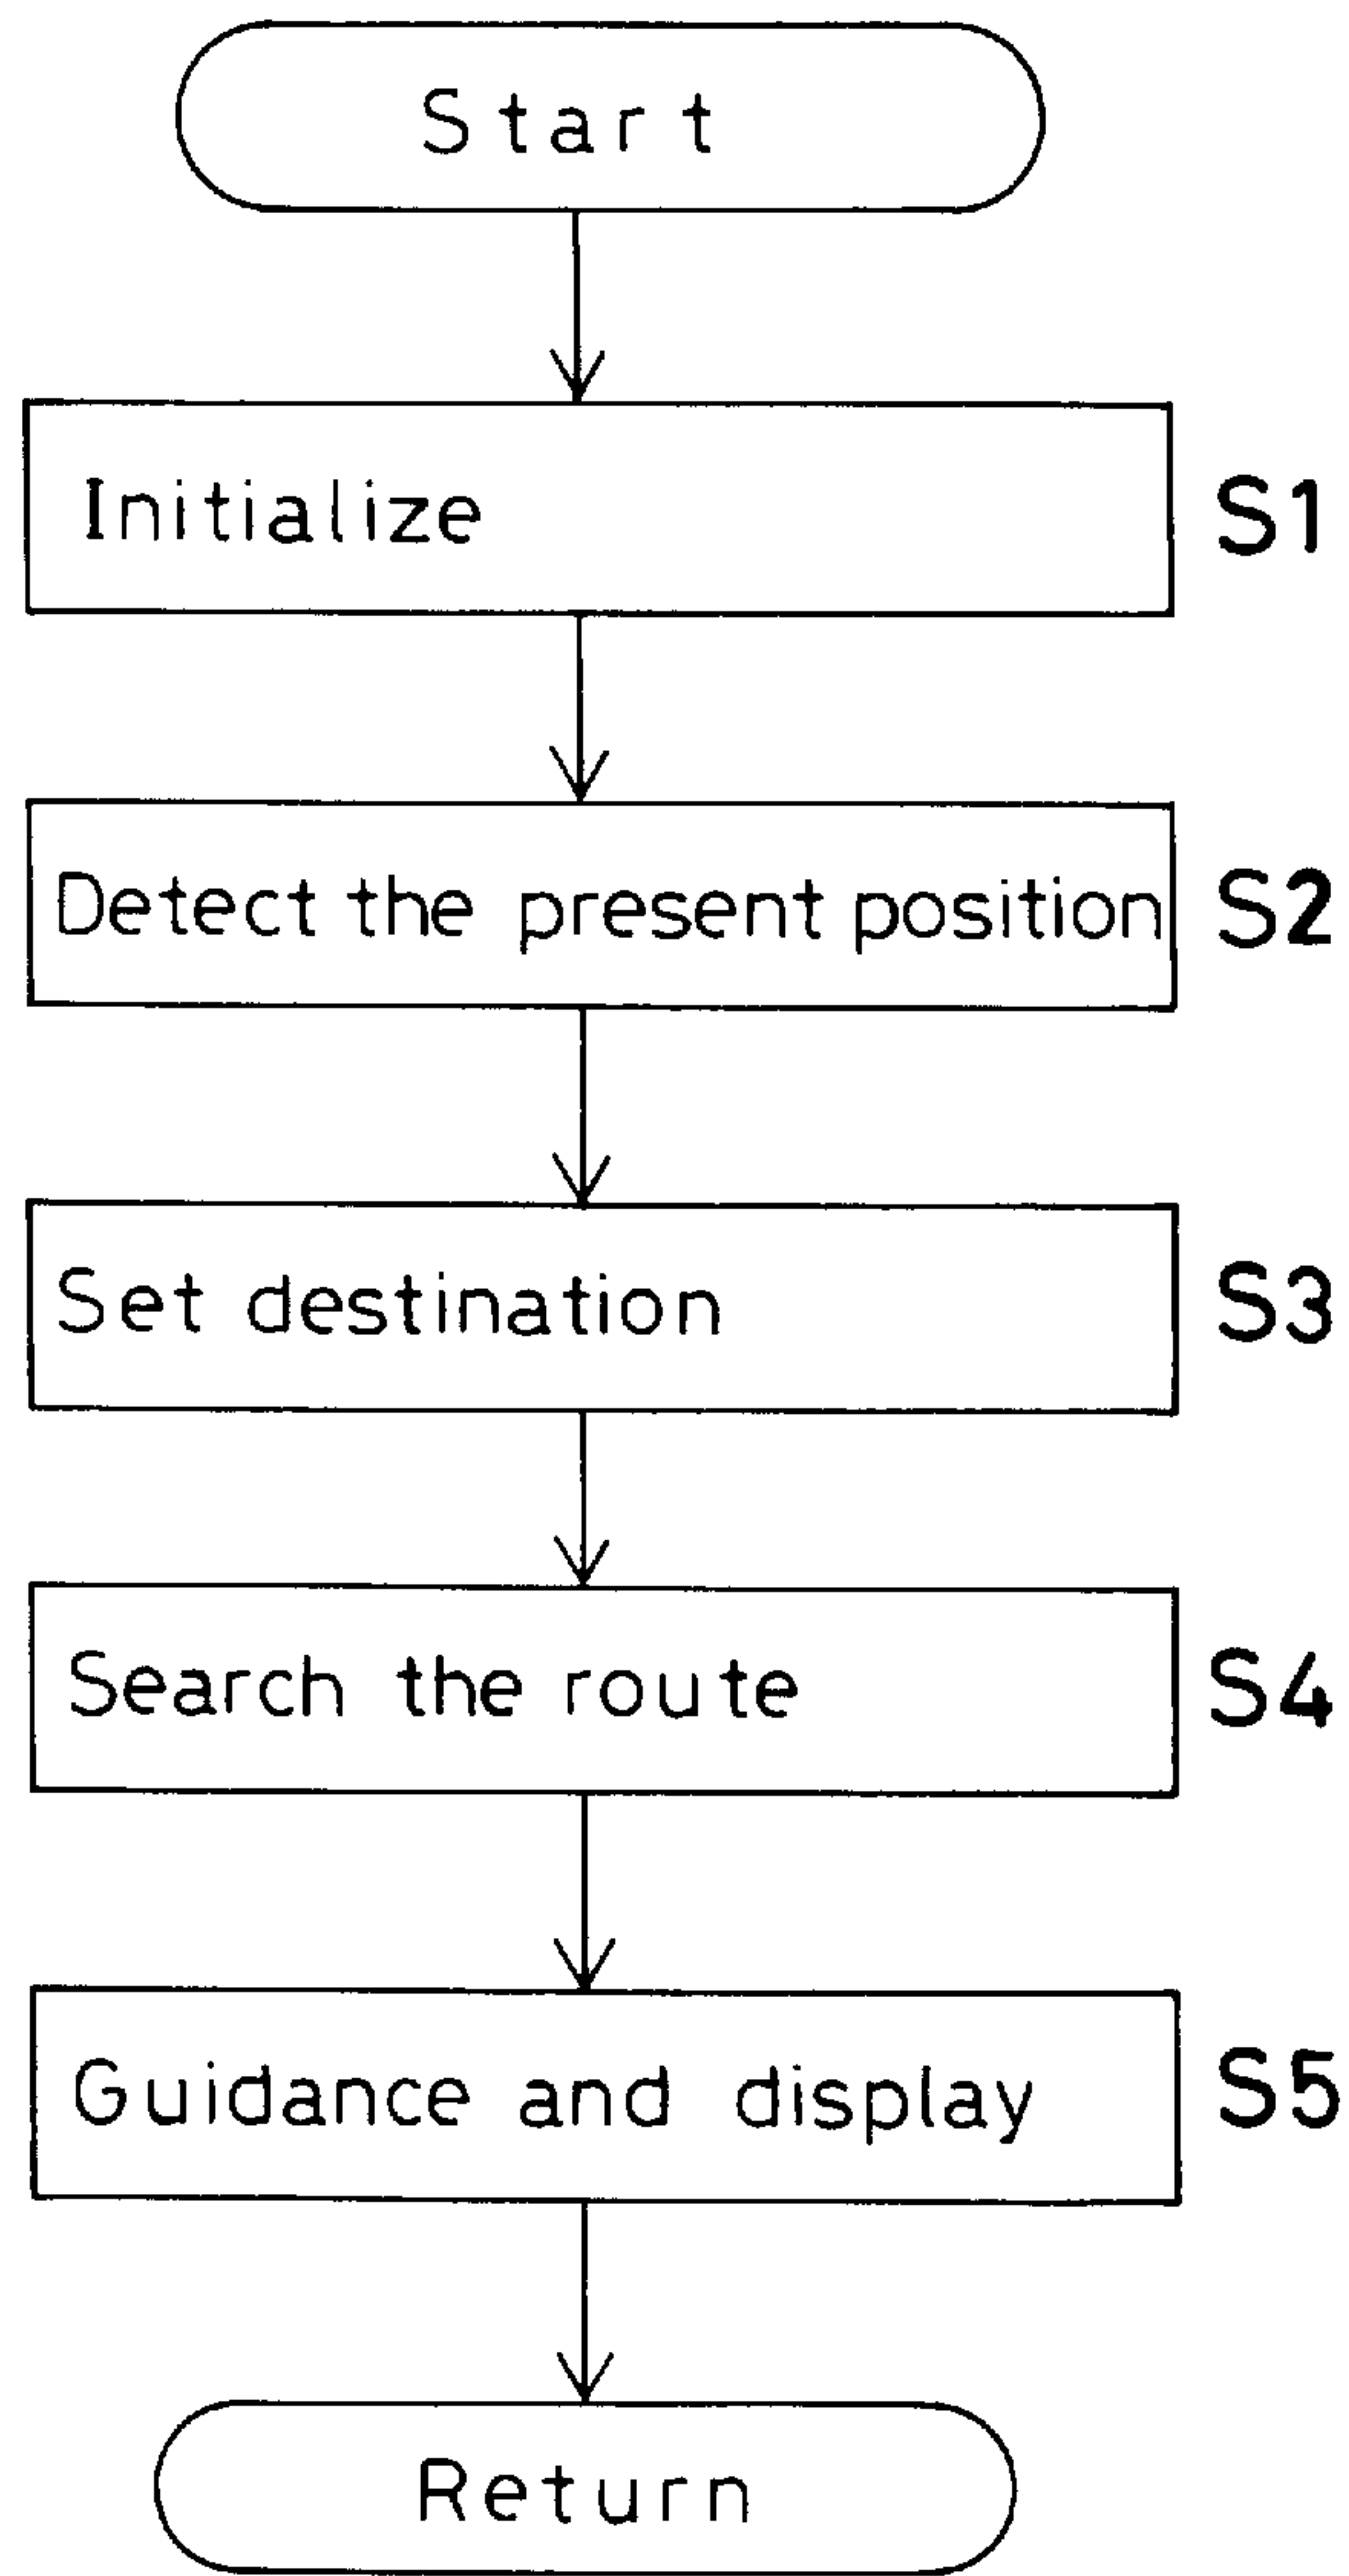 Start
Initialize S1
Detect the present position S2
Set destination S3
Search the route S4
Guidance and display S5
Return